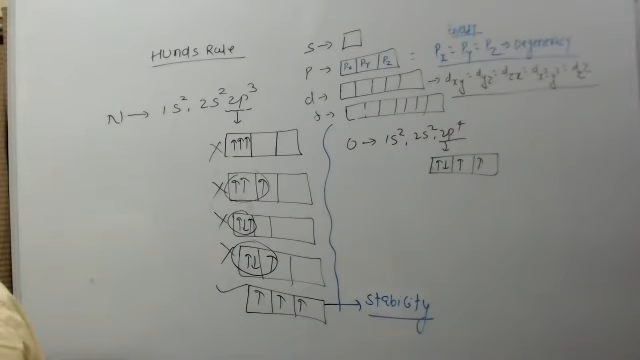 Hunds Rule
S → 
P → Px Py Pz : Px = Py = Pz → Degeneracy
d → → dxy = dyz = dzx = dx²-y² = dz²
f →
N → 1s², 2s² 2p³
↓
x ↑↑↑
x ↑↑ ↑
x ↑↓↑
x ↑↓ ↑
✓ ↑ ↑ ↑ → Stability
O → 1s², 2s² 2p⁴
↓
↑↓ ↑ ↑